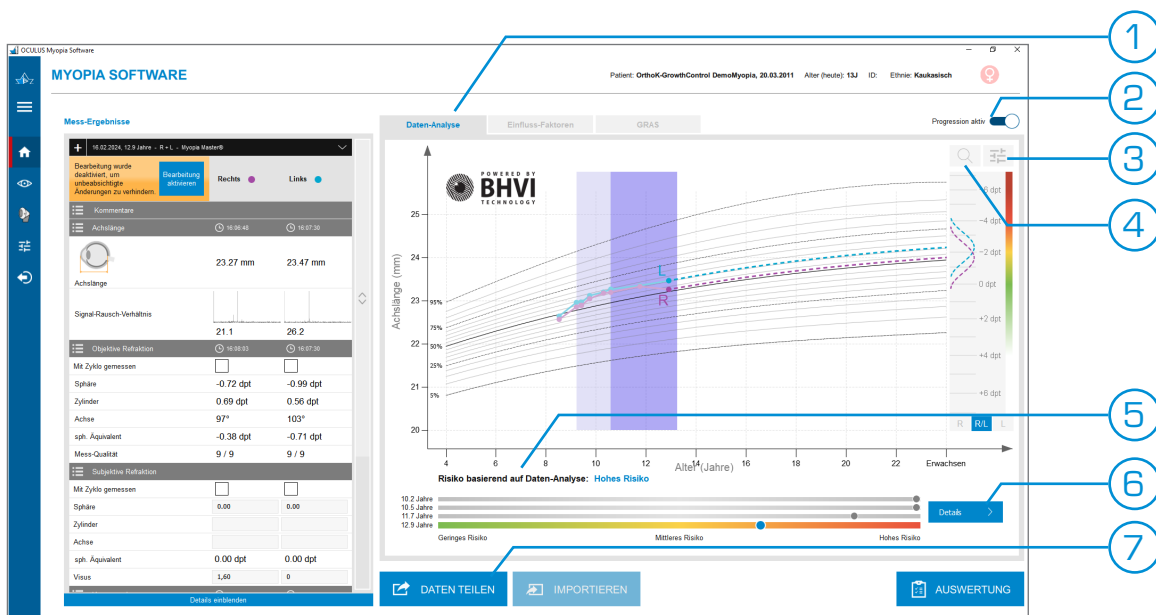 OCULUS Myopia Software
MYOPIA SOFTWARE
Patient: OrthoK-GrowthControl DemoMyopia, 20.03.2011 Alter (heute): 13J ID: Ethnie: Kaukasisch
Mess-Ergebnisse
16.02.2024, 12.9 Jahre - R + L - Myopia Master®
Bearbeitung wurde
deaktiviert, um
unbeabsichtigte
Änderungen zu verhindern.
Bearbeitung
aktivieren
Rechts
Links
Kommentare
Achslänge 16:06:48 16:07:30
23.27 mm 23.47 mm
Achslänge
Signal-Rausch-Verhältnis
21.1 26.2
Objektive Refraktion 16:08:03 16:07:30
Mit Zyklo gemessen
Sphäre -0.72 dpt -0.99 dpt
Zylinder 0.69 dpt 0.56 dpt
Achse 97° 103°
sph. Äquivalent -0.38 dpt -0.71 dpt
Mess-Qualität 9 / 9 9 / 9
Subjektive Refraktion
Mit Zyklo gemessen
Sphäre 0.00 0.00
Zylinder
Achse
sph. Äquivalent 0.00 dpt 0.00 dpt
Visus 1,60 0
Details einblenden
Daten-Analyse Einfluss-Faktoren GRAS
Progression aktiv
POWERED BY
BHVI
TECHNOLOGY
Achslänge (mm)
25
24
23
22
21
20
95%
75%
50%
25%
5%
L
R
4 6 8 10 12 14 16 18 20 22 Erwachsen
Alter (Jahre)
-6 dpt
-4 dpt
-2 dpt
0 dpt
+2 dpt
+4 dpt
+6 dpt
R R/L L
Risiko basierend auf Daten-Analyse: Hohes Risiko
10.2 Jahre
10.5 Jahre
11.7 Jahre
12.9 Jahre
Geringes Risiko Mittleres Risiko Hohes Risiko
Details
DATEN TEILEN
IMPORTIEREN
AUSWERTUNG
1
2
3
4
5
6
7